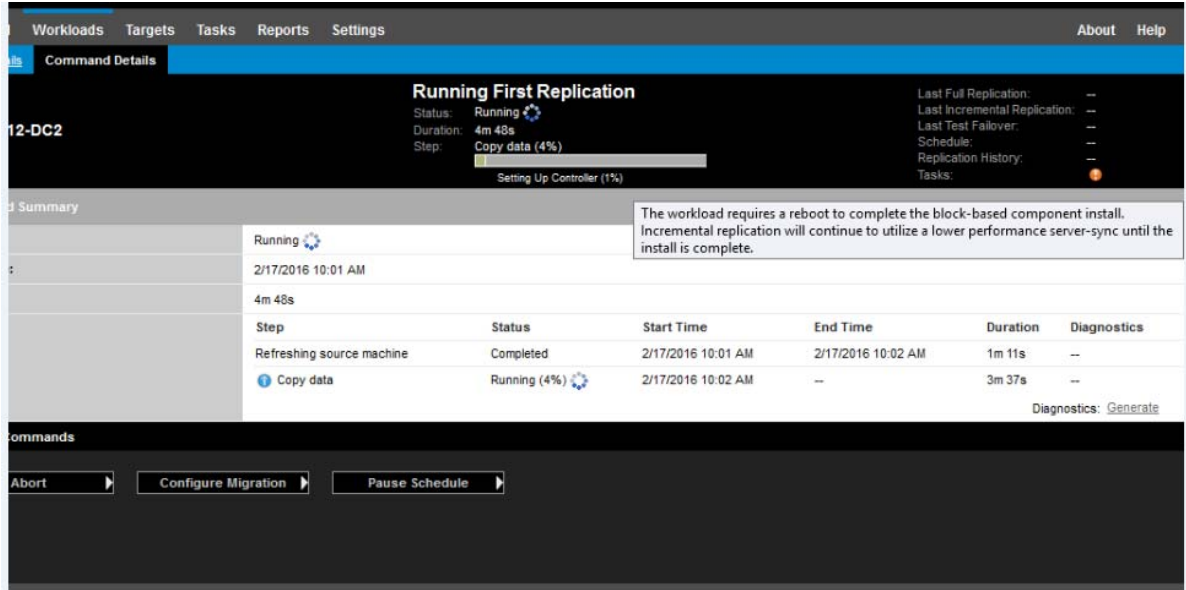 Workloads Targets Tasks Reports Settings About Help
ils Command Details
Running First Replication
Status: Running
Duration: 4m 48s
Step: Copy data (4%)
Setting Up Controller (1%)
12-DC2
Last Full Replication: --
Last Incremental Replication: --
Last Test Failover: --
Schedule: --
Replication History: --
Tasks:
d Summary
The workload requires a reboot to complete the block-based component install.
Incremental replication will continue to utilize a lower performance server-sync until the
install is complete.
Running
: 2/17/2016 10:01 AM
4m 48s
Step Status Start Time End Time Duration Diagnostics
Refreshing source machine Completed 2/17/2016 10:01 AM 2/17/2016 10:02 AM 1m 11s --
Copy data Running (4%) 2/17/2016 10:02 AM -- 3m 37s --
Diagnostics: Generate
Commands
Abort Configure Migration Pause Schedule